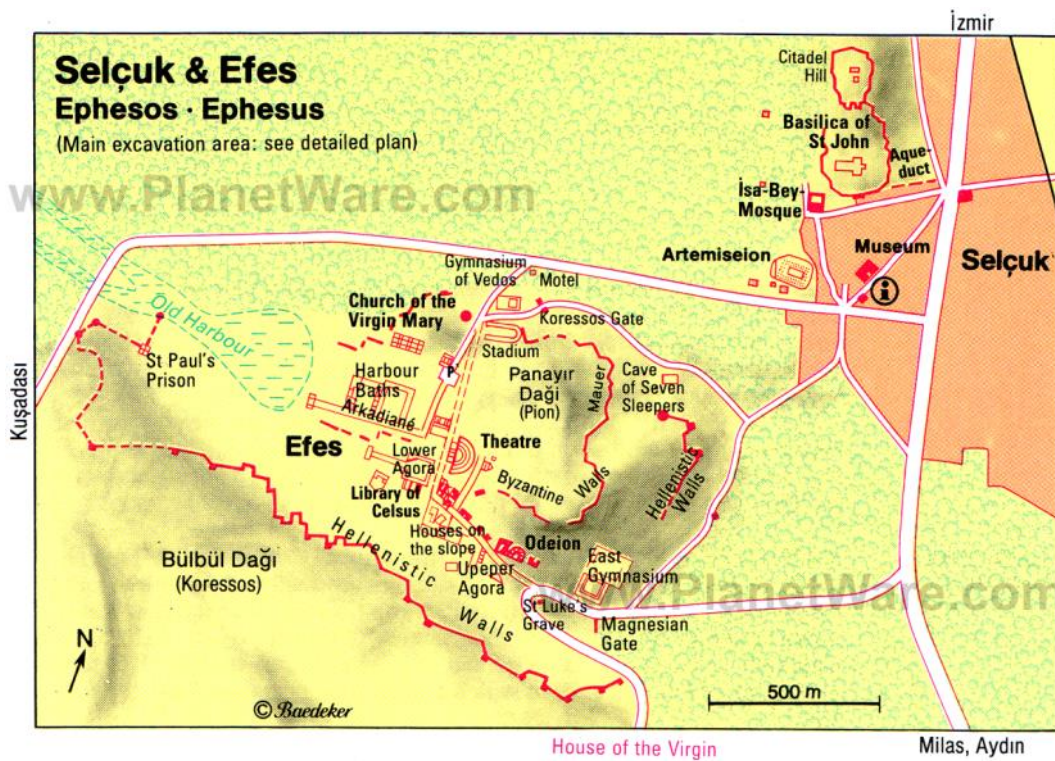 İzmir
Selçuk & Efes
Ephesos · Ephesus
(Main excavation area: see detailed plan)
www.PlanetWare.com
Citadel
Hill
Basilica of
St John
Aque-
duct
İsa-Bey-
Mosque
Artemiseion
Museum
Selçuk
i
Gymnasium
of Vedos
Motel
Church of the
Virgin Mary
Koressos Gate
Old Harbour
Stadium
St Paul's
Prison
P
Harbour
Baths
Panayır
Daği
(Pion)
Mauer
Cave
of Seven
Sleepers
Arkadiané
Kuşadası
Efes
Theatre
Lower
Agora
Byzantine Walls
Hellenistic
Walls
Library of
Celsus
Houses on
the slope
Odeion
East
Gymnasium
Upeper
Agora
Hellenistic Walls
Bülbül Daği
(Koressos)
www.PlanetWare.com
St Luke's
Grave
Magnesian
Gate
N
500 m
© Baedeker
House of the Virgin
Milas, Aydın